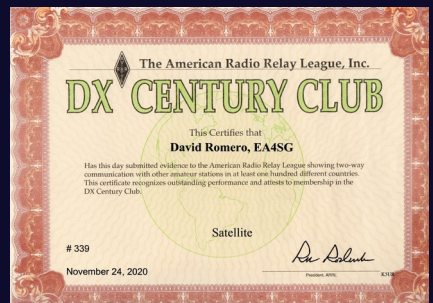 The American Radio Relay League, Inc.
DX CENTURY CLUB
This Certifies that
David Romero, EA4SG
Has this day submitted evidence to the American Radio Relay League showing two-way
communication with other amateur stations in at least one hundred different countries.
This certificate recognizes outstanding performance and attests to membership in the
DX Century Club.
Satellite
# 339
November 24, 2020
President, ARRL